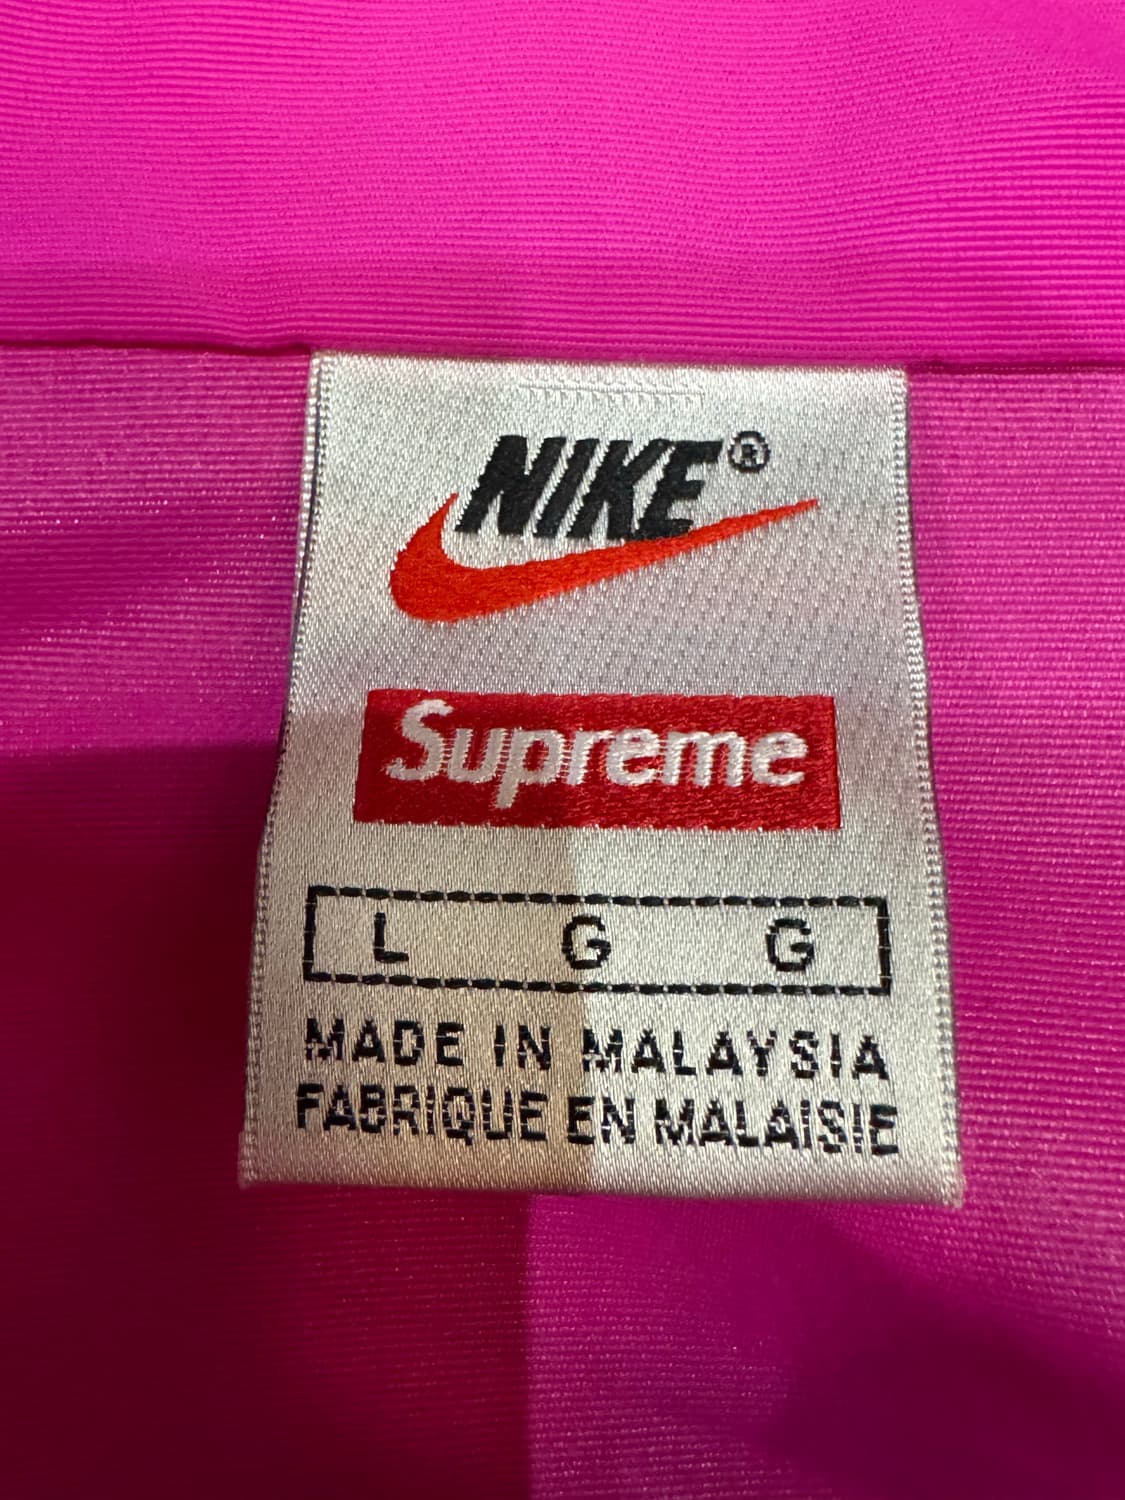 NIKE®
Supreme
L G G
MADE IN MALAYSIA
FABRIQUE EN MALAISIE